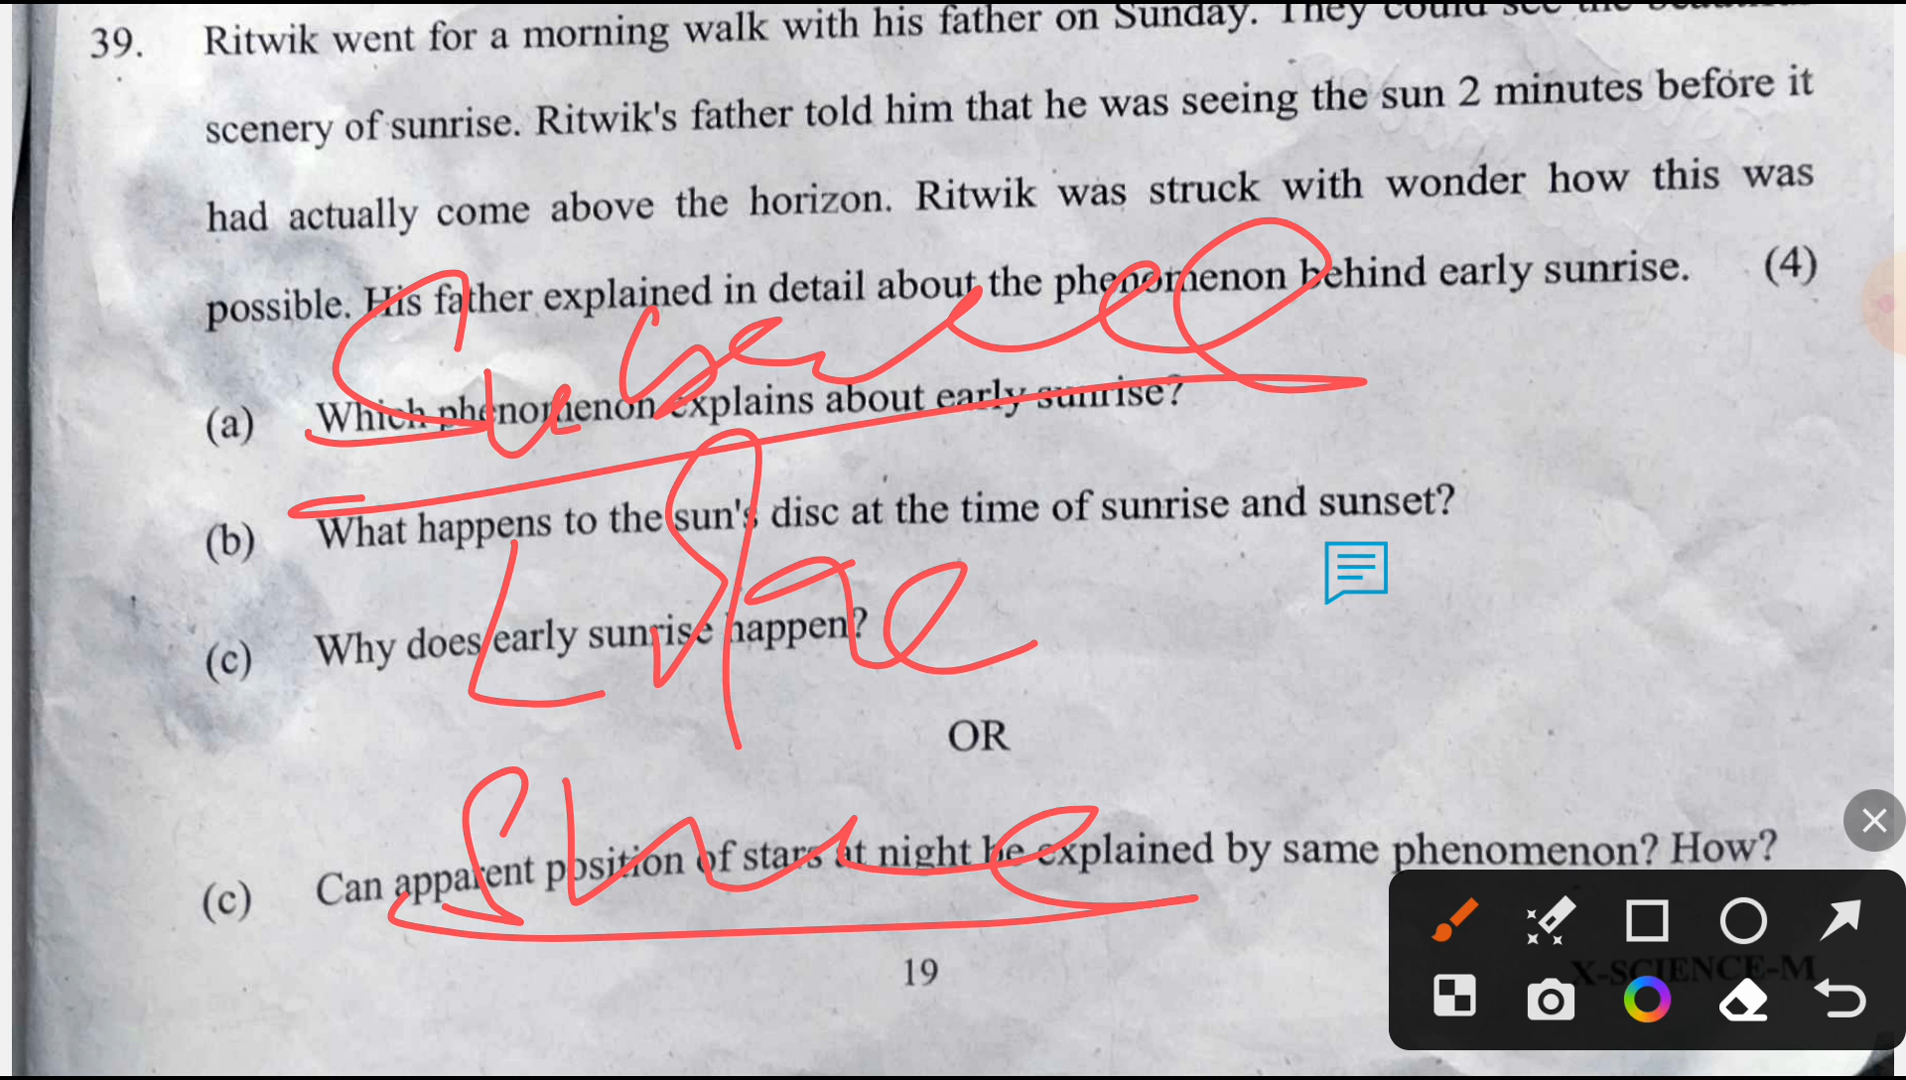 39. Ritwik went for a morning walk with his father on Sunday. They could see the
scenery of sunrise. Ritwik's father told him that he was seeing the sun 2 minutes before it
had actually come above the horizon. Ritwik was struck with wonder how this was
possible. His father explained in detail about the phenomenon behind early sunrise. (4)
(a) Which phenomenon explains about early sunrise?
(b) What happens to the sun's disc at the time of sunrise and sunset?
(c) Why does early sunrise happen?
OR
(c) Can apparent position of stars at night be explained by same phenomenon? How?
19
X-SCIENCE-M